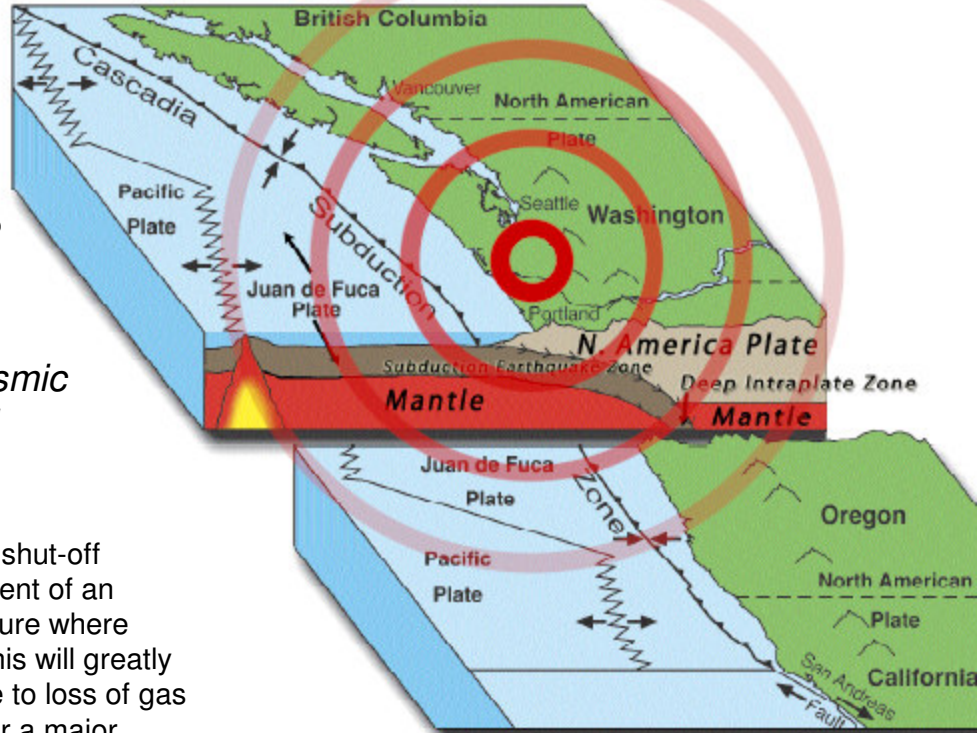 British Columbia
Cascadia
Vancouver
North American
Plate
Pacific
Plate
Seattle
Washington
Subduction
Juan de Fuca
Plate
Portland
N. America Plate
Subduction Earthquake Zone
Deep Intraplate Zone
Mantle
Mantle
Juan de Fuca
Plate
Zone
Oregon
Pacific
Plate
North American
Plate
California
San Andreas
Fault
smic
shut-off
ent of an
ure where
his will greatly
e to loss of gas
r a major